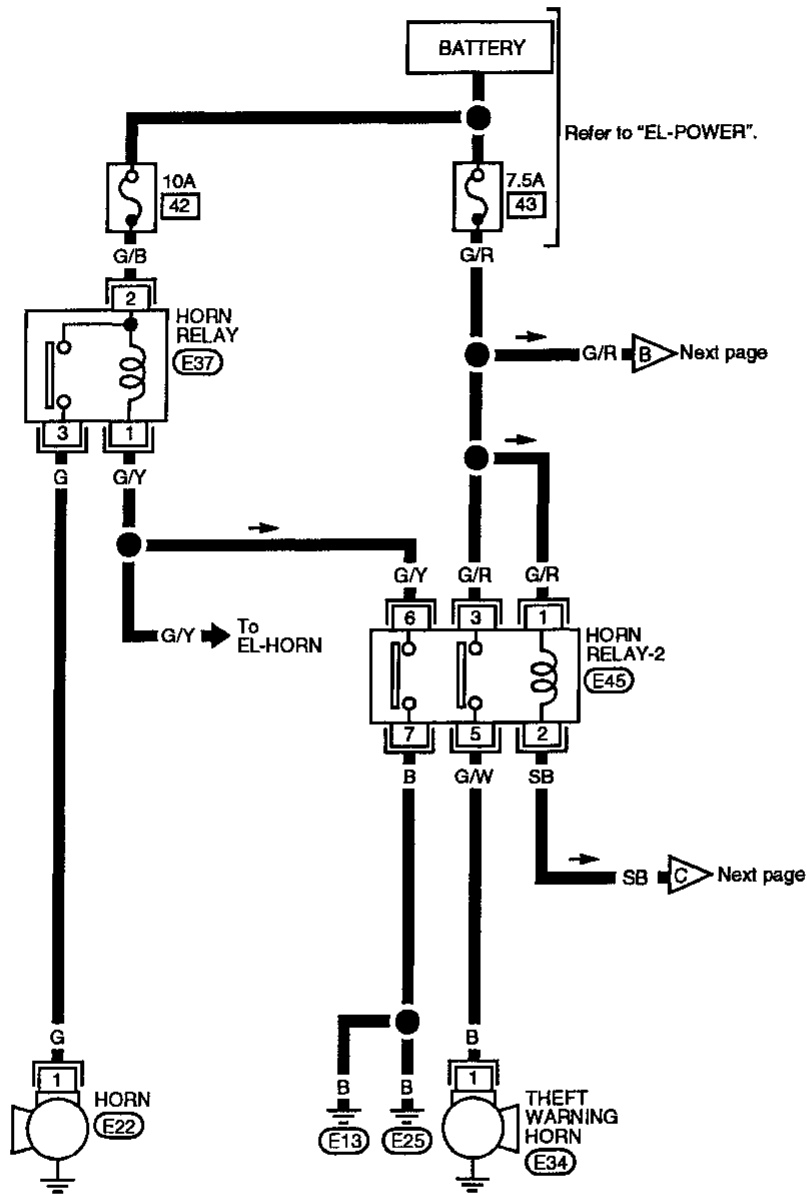 BATTERY
Refer to "EL-POWER".
10A
42
7.5A
43
G/B
G/R
2
HORN
RELAY
E37
G/R
B
Next page
3
1
G
G/Y
G/Y
G/R
G/R
G/Y
To
EL-HORN
6
3
1
HORN
RELAY-2
E45
7
5
2
B
G/W
SB
SB
C
Next page
G
B
1
HORN
E22
B
B
E13
E25
1
THEFT
WARNING
HORN
E34